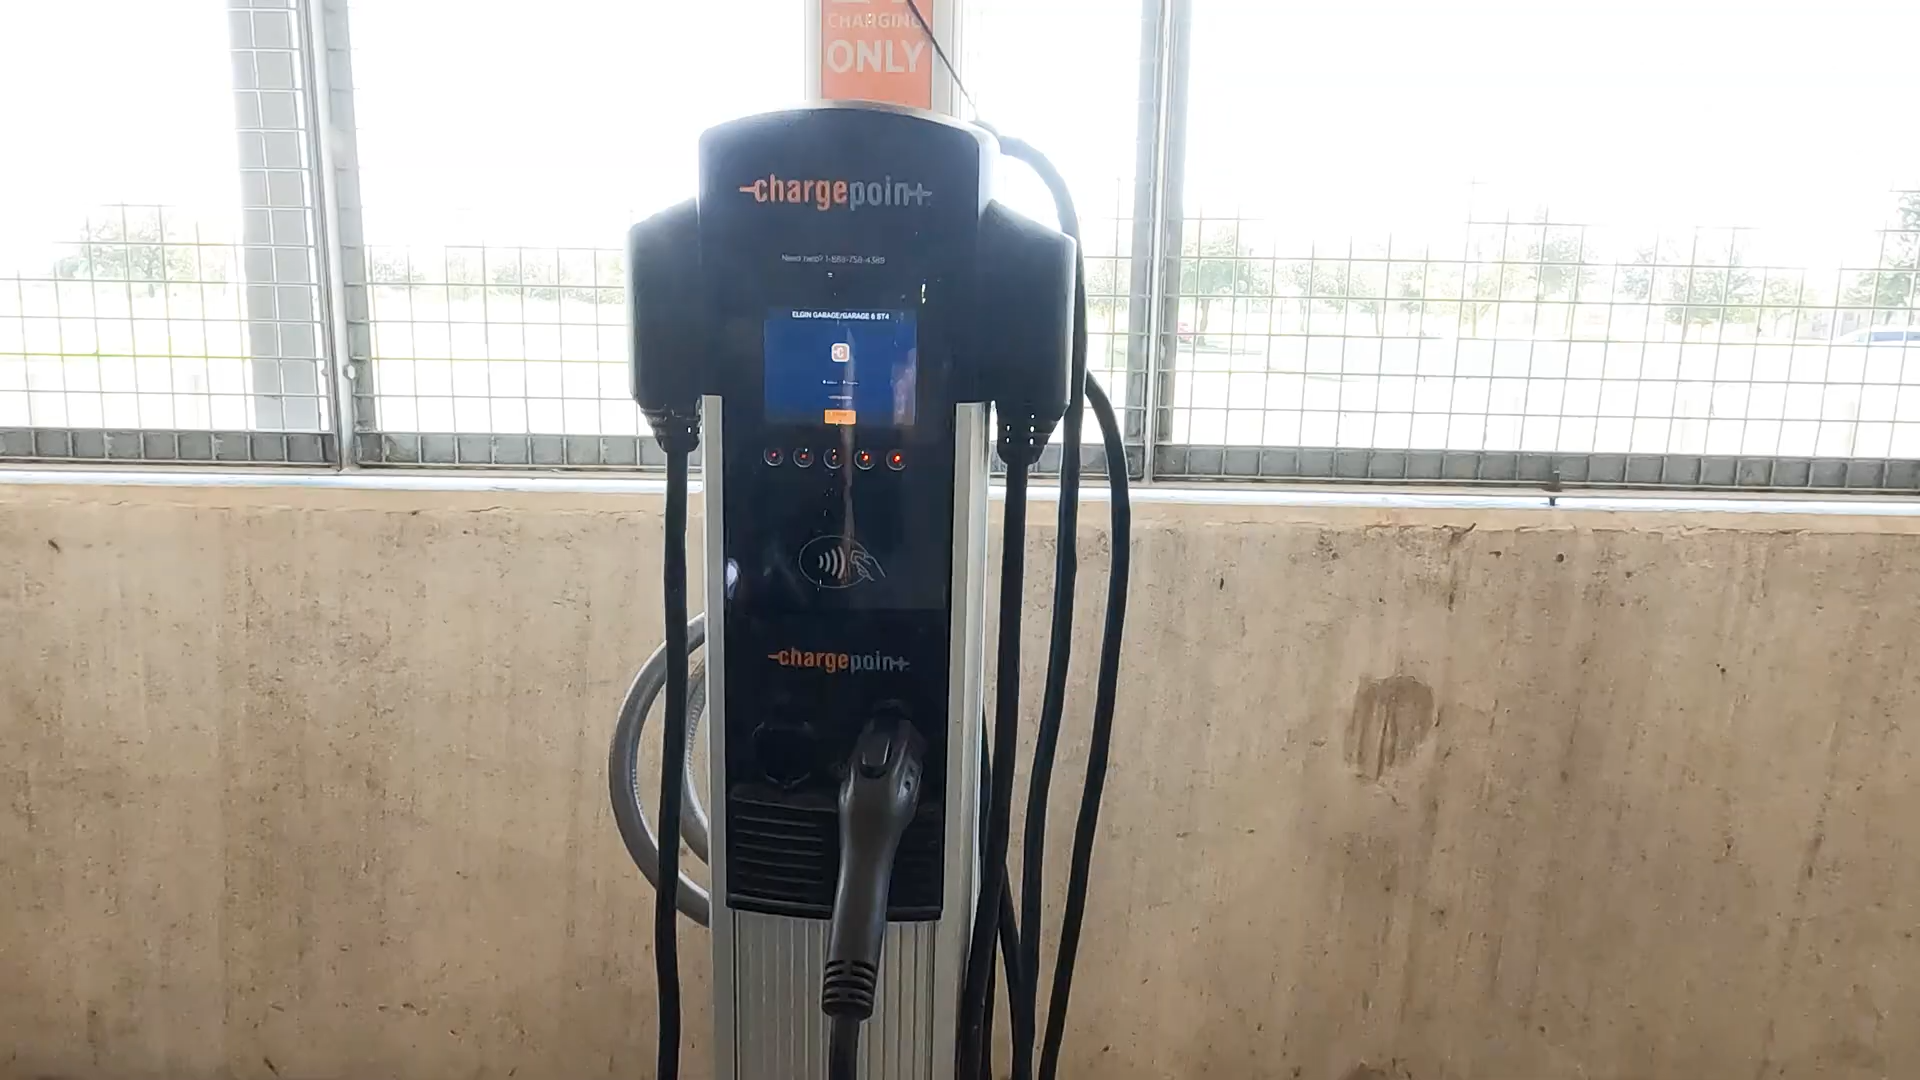 CHARGING
ONLY
chargepoint
Need help? 1-888-758-4389
ELGIN GARAGE/GARAGE 6 ST4
chargepoint